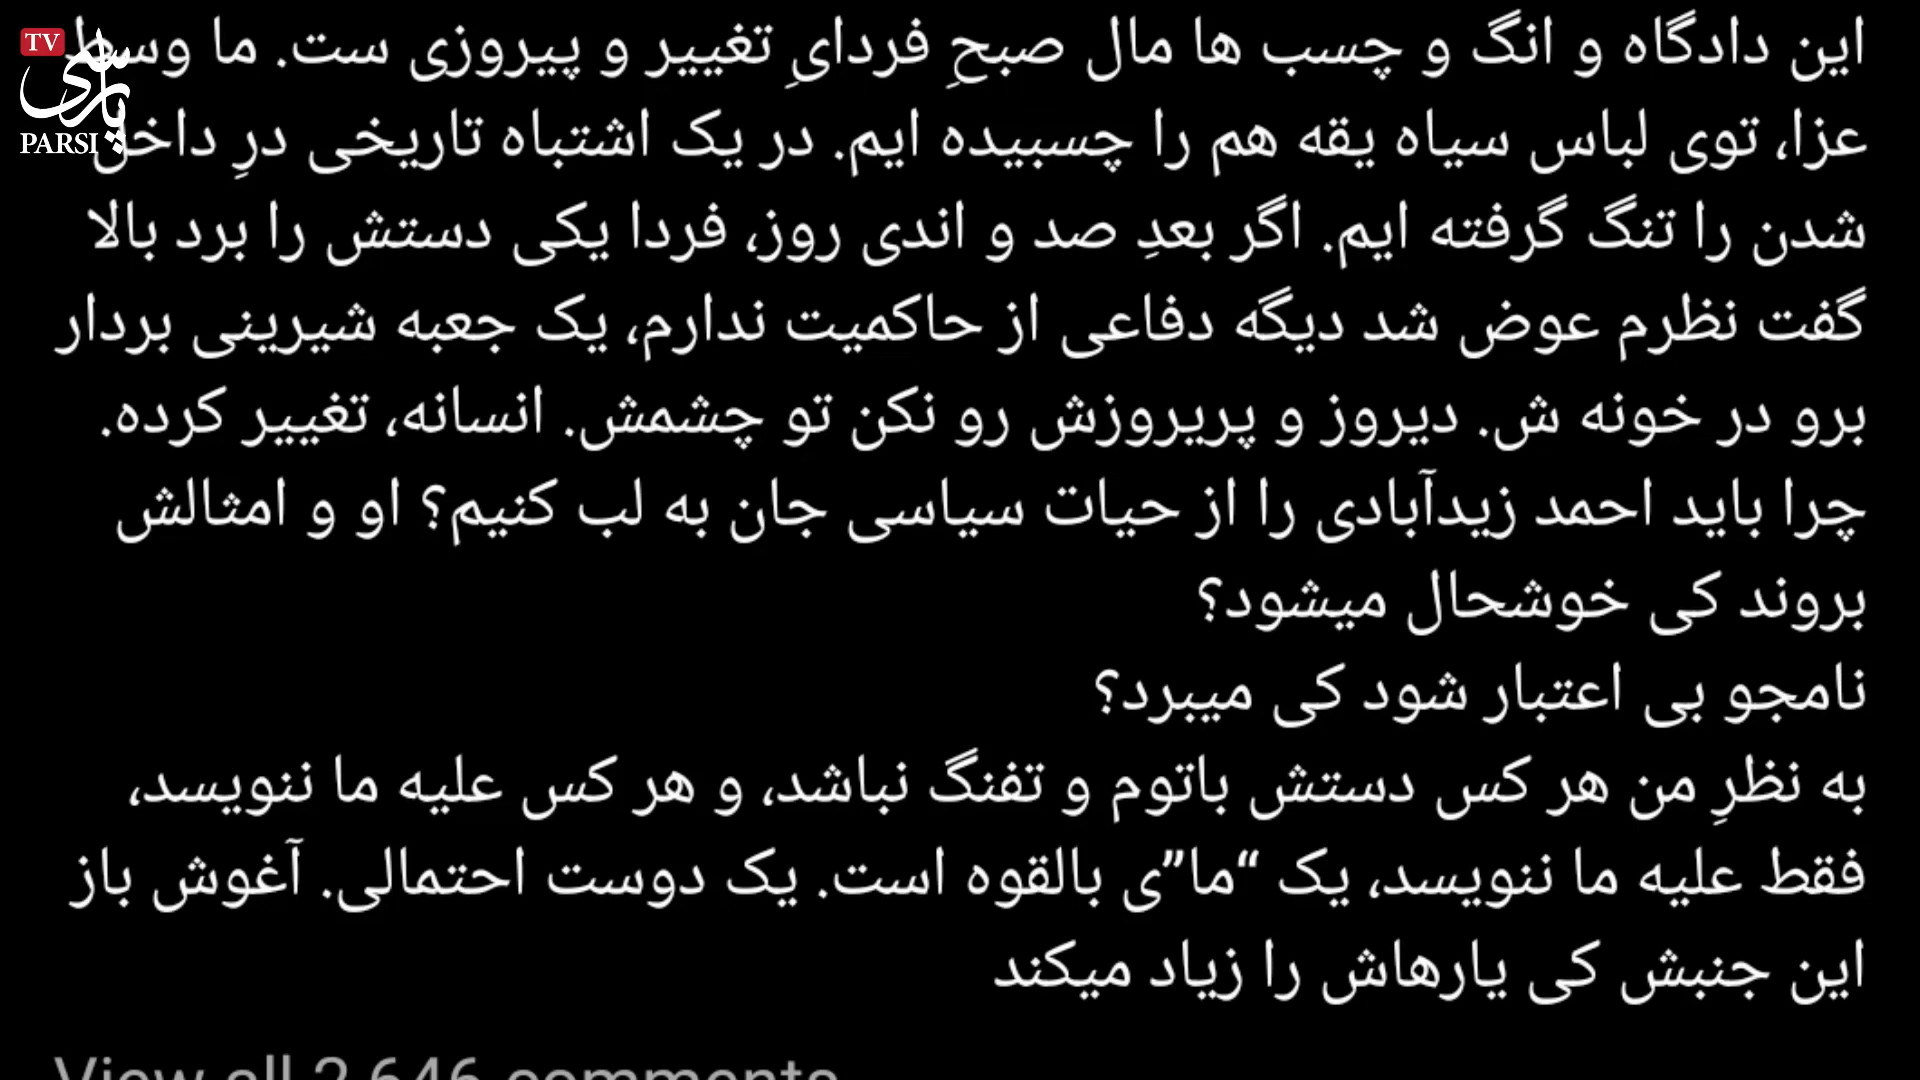 این دادگاه و انگ و چسب ها مال صبحِ فردایِ تغییر و پیروزی ست. ما وسط
عزا، توی لباس سیاه یقه هم را چسبیده ایم. در یک اشتباه تاریخی درِ داخل
شدن را تنگ گرفته ایم. اگر بعدِ صد و اندی روز، فردا یکی دستش را برد بالا
گفت نظرم عوض شد دیگه دفاعی از حاکمیت ندارم، یک جعبه شیرینی بردار
برو در خونه ش. دیروز و پریروزش رو نکن تو چشمش. انسانه، تغییر کرده.
چرا باید احمد زیدآبادی را از حیات سیاسی جان به لب کنیم؟ او و امثالش
بروند کی خوشحال میشود؟
نامجو بی اعتبار شود کی میبرد؟
به نظرِ من هر کس دستش باتوم و تفنگ نباشد، و هر کس علیه ما ننویسد،
فقط علیه ما ننویسد، یک “ما”ی بالقوه است. یک دوست احتمالی. آغوش باز
این جنبش کی یارهاش را زیاد میکند
View all 2,646 comments
TV
پارسی
PARSI